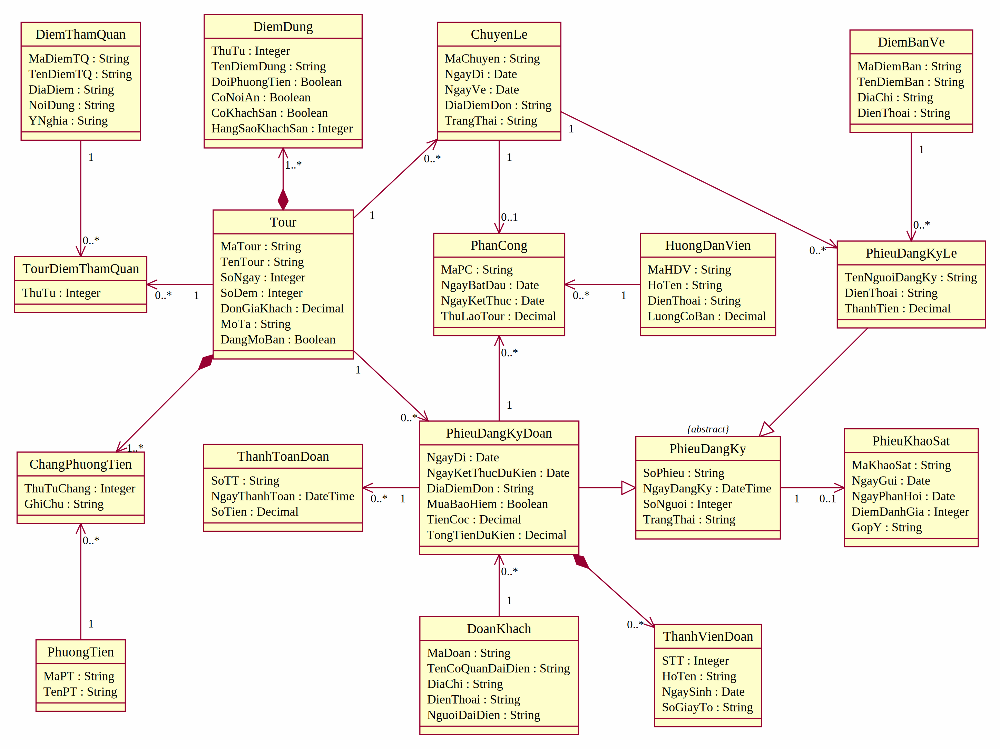 DiemThamQuan
MaDiemTQ : String
TenDiemTQ : String
DiaDiem : String
NoiDung : String
YNghia : String
1
0..*
DiemDung
ThuTu : Integer
TenDiemDung : String
DoiPhuongTien : Boolean
CoNoiAn : Boolean
CoKhachSan : Boolean
HangSaoKhachSan : Integer
1..*
ChuyenLe
MaChuyen : String
NgayDi : Date
NgayVe : Date
DiaDiemDon : String
TrangThai : String
1
0..*
1
0..1
1
0..*
DiemBanVe
MaDiemBan : String
TenDiemBan : String
DiaChi : String
DienThoai : String
1
0..*
TourDiemThamQuan
ThuTu : Integer
0..*
1
Tour
MaTour : String
TenTour : String
SoNgay : Integer
SoDem : Integer
DonGiaKhach : Decimal
MoTa : String
DangMoBan : Boolean
1
0..*
1..*
PhanCong
MaPC : String
NgayBatDau : Date
NgayKetThuc : Date
ThuLaoTour : Decimal
0..*
1
0..*
1
HuongDanVien
MaHDV : String
HoTen : String
DienThoai : String
LuongCoBan : Decimal
PhieuDangKyLe
TenNguoiDangKy : String
DienThoai : String
ThanhTien : Decimal
ChangPhuongTien
ThuTuChang : Integer
GhiChu : String
0..*
1
ThanhToanDoan
SoTT : String
NgayThanhToan : DateTime
SoTien : Decimal
0..*
1
PhieuDangKyDoan
NgayDi : Date
NgayKetThucDuKien : Date
DiaDiemDon : String
MuaBaoHiem : Boolean
TienCoc : Decimal
TongTienDuKien : Decimal
0..*
1
{abstract}
PhieuDangKy
SoPhieu : String
NgayDangKy : DateTime
SoNguoi : Integer
TrangThai : String
1
0..1
PhieuKhaoSat
MaKhaoSat : String
NgayGui : Date
NgayPhanHoi : Date
DiemDanhGia : Integer
GopY : String
PhuongTien
MaPT : String
TenPT : String
DoanKhach
MaDoan : String
TenCoQuanDaiDien : String
DiaChi : String
DienThoai : String
NguoiDaiDien : String
0..*
ThanhVienDoan
STT : Integer
HoTen : String
NgaySinh : Date
SoGiayTo : String